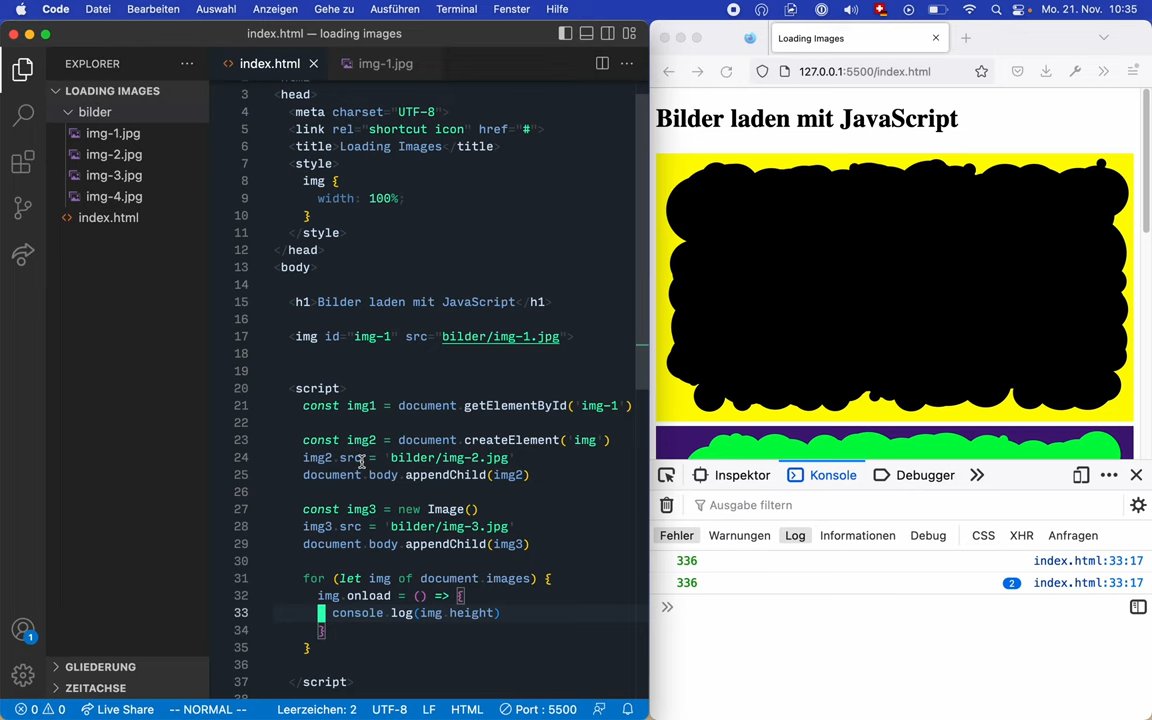 Code Datei Bearbeiten Auswahl Anzeigen Gehe zu Ausführen Terminal Fenster Hilfe Mo. 21. Nov. 10:35
index.html — loading images
EXPLORER
LOADING IMAGES
bilder
img-1.jpg
img-2.jpg
img-3.jpg
img-4.jpg
index.html
1
GLIEDERUNG
ZEITACHSE
index.html img-1.jpg
3 <head>
4 <meta charset="UTF-8">
5 <link rel="shortcut icon" href="#">
6 <title>Loading Images</title>
7 <style>
8 img {
9 width: 100%;
10 }
11 </style>
12 </head>
13 <body>
14
15 <h1>Bilder laden mit JavaScript</h1>
16
17 <img id="img-1" src="bilder/img-1.jpg">
18
19
20 <script>
21 const img1 = document.getElementById('img-1')
22
23 const img2 = document.createElement('img')
24 img2.src = 'bilder/img-2.jpg'
25 document.body.appendChild(img2)
26
27 const img3 = new Image()
28 img3.src = 'bilder/img-3.jpg'
29 document.body.appendChild(img3)
30
31 for (let img of document.images) {
32 img.onload = () => {
33 console.log(img.height)
34 }
35 }
36
37 </script>
0 0 Live Share -- NORMAL -- Leerzeichen: 2 UTF-8 LF HTML Port : 5500
Loading Images
127.0.0.1:5500/index.html
Bilder laden mit JavaScript
Inspektor Konsole Debugger
Ausgabe filtern
Fehler Warnungen Log Informationen Debug CSS XHR Anfragen
336 index.html:33:17
336 2 index.html:33:17